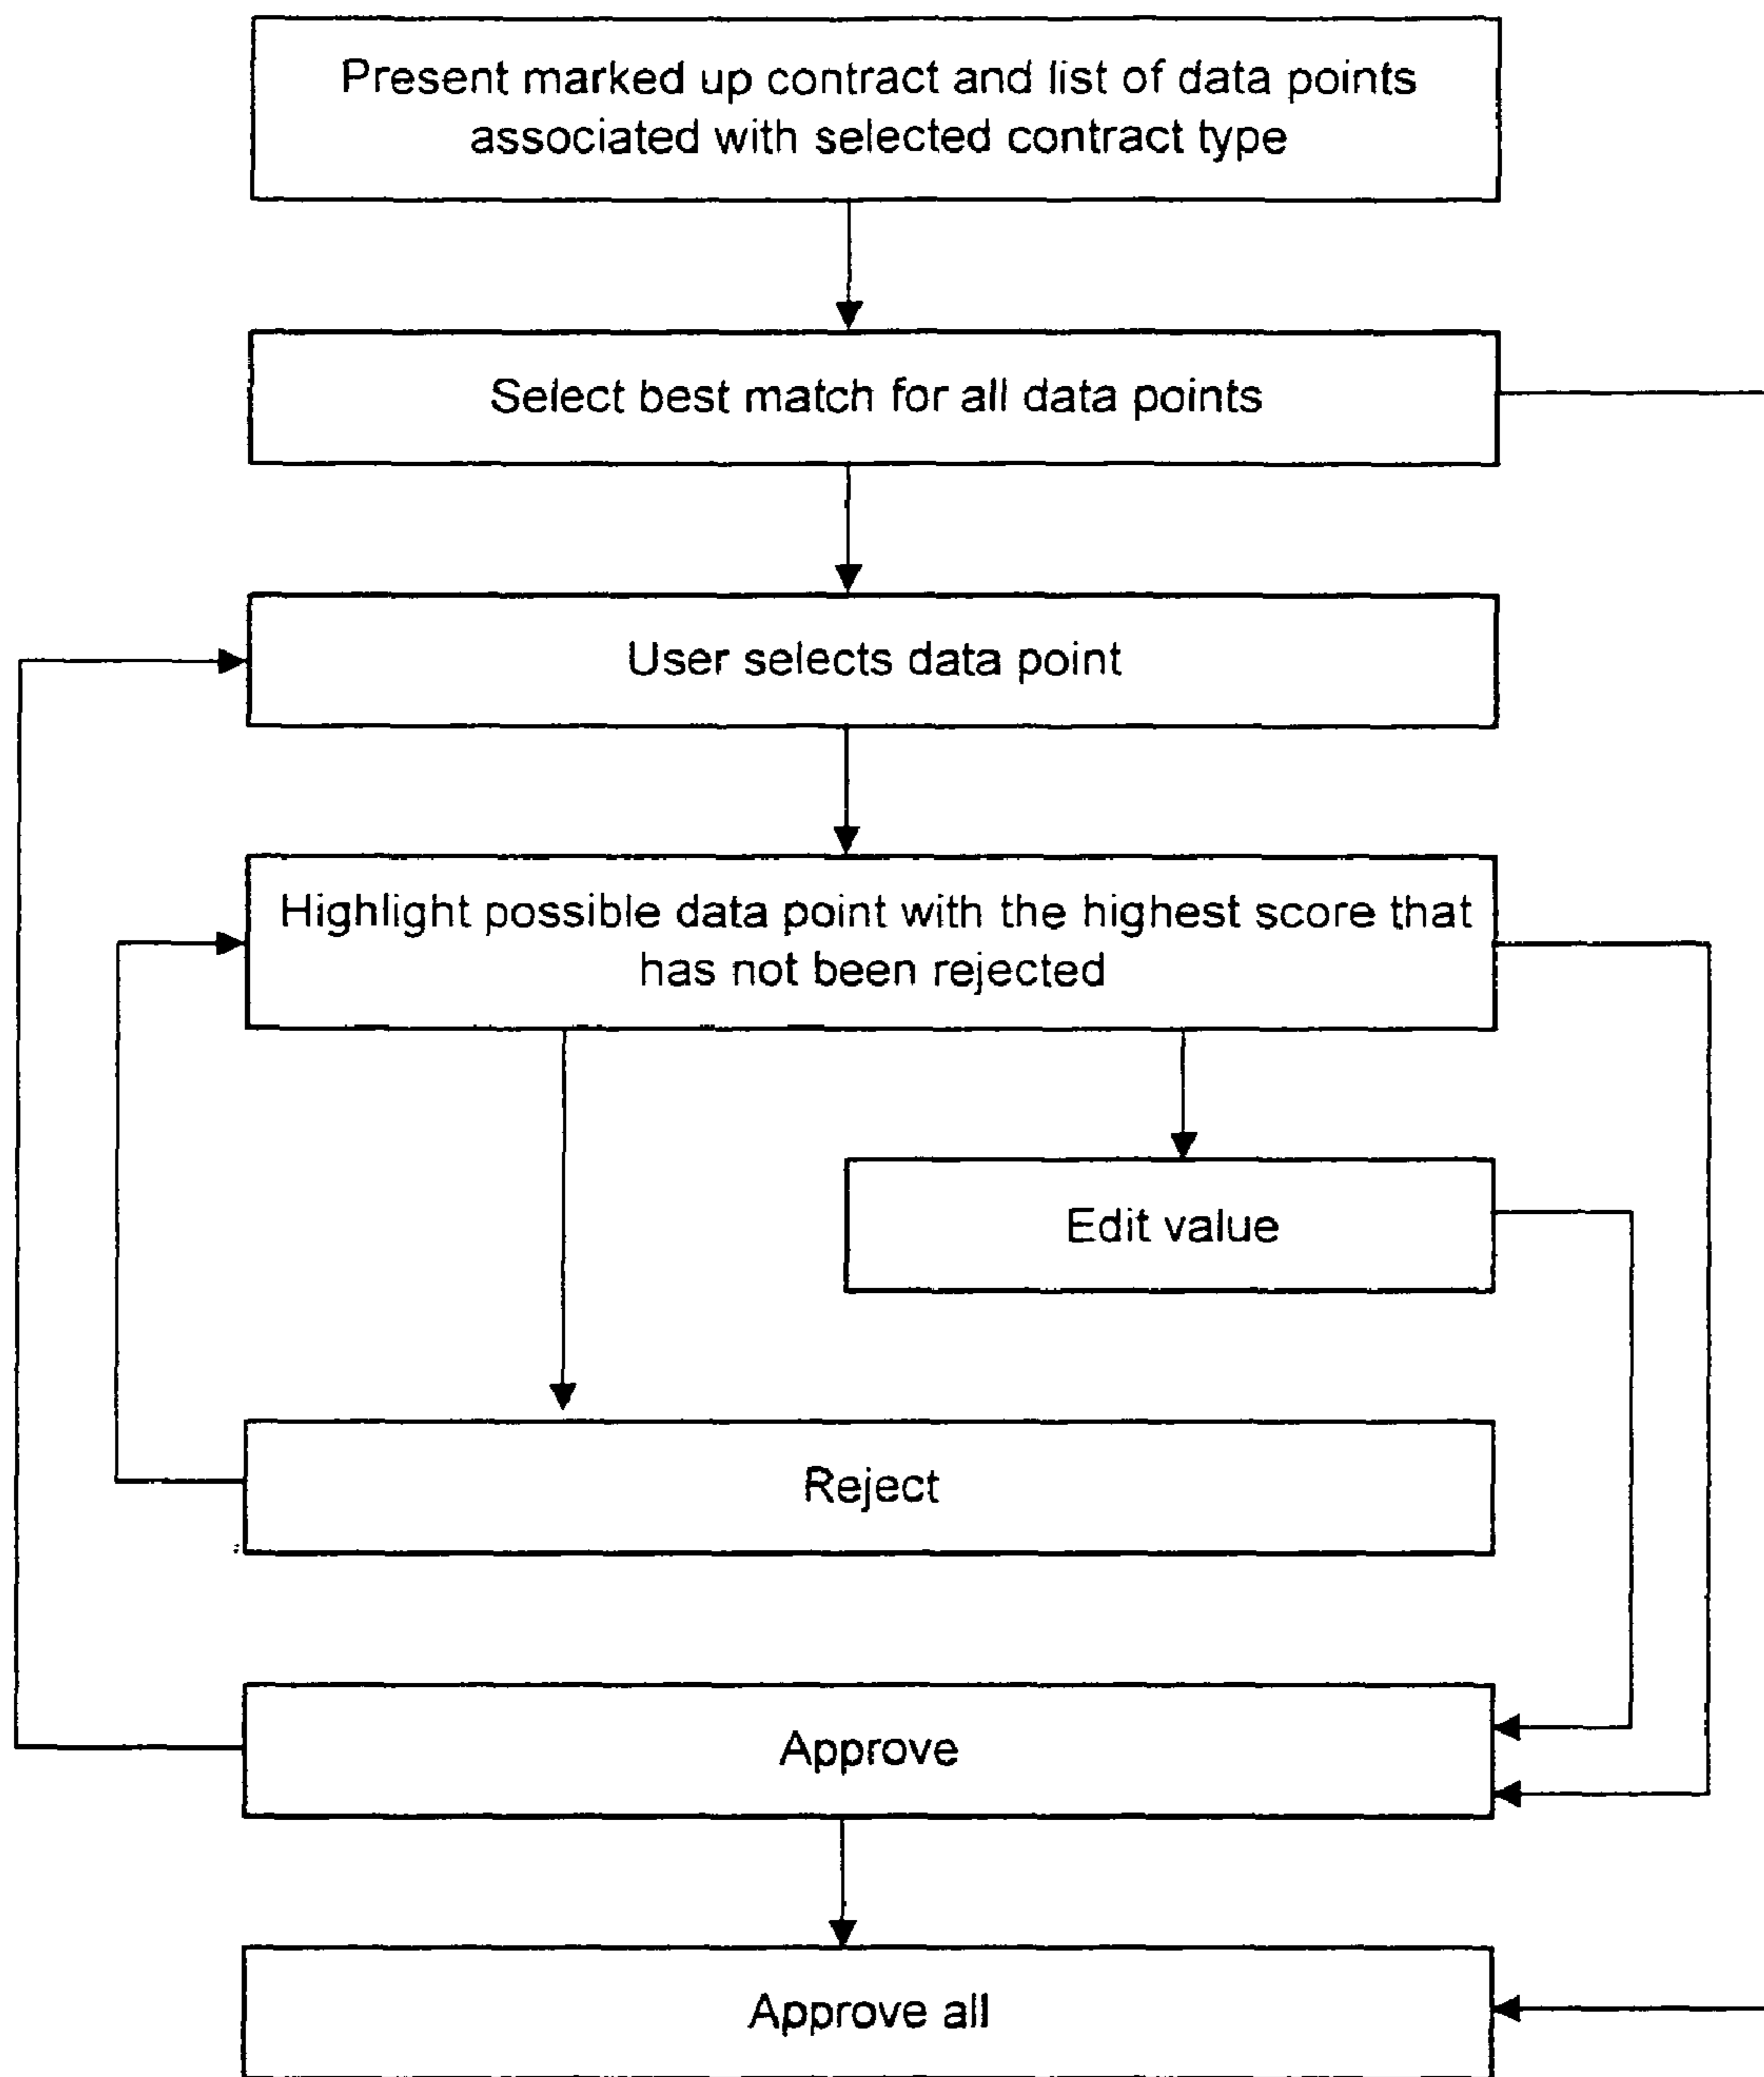 Present marked up contract and list of data points
associated with selected contract type
Select best match for all data points
User selects data point
Highlight possible data point with the highest score that
has not been rejected
Edit value
Reject
Approve
Approve all